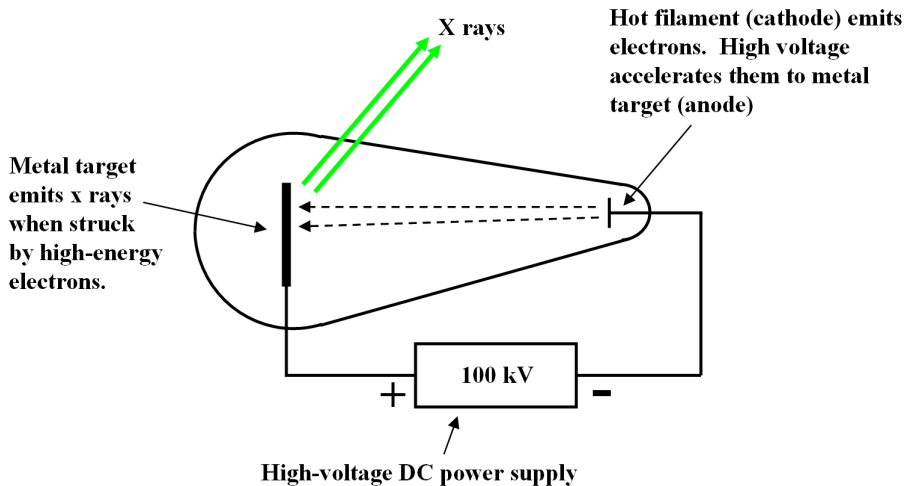 X rays
Hot filament (cathode) emits
electrons.  High voltage
accelerates them to metal
target (anode)
Metal target
emits x rays
when struck
by high-energy
electrons.
+
100 kV
-
High-voltage DC power supply